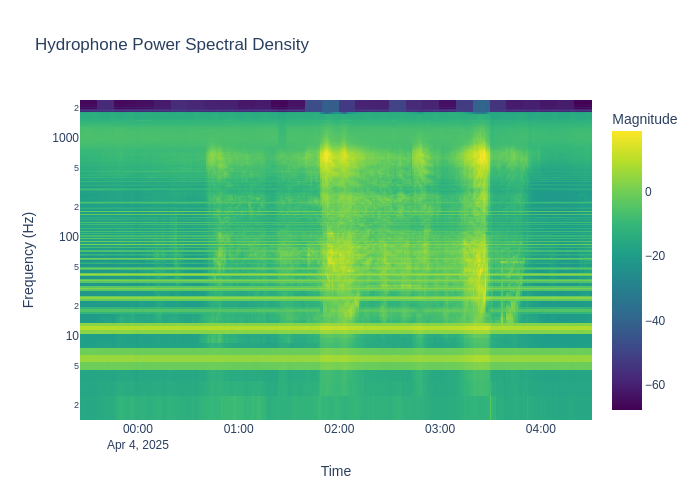 Hydrophone Power Spectral Density
Magnitude
2
1000
5
2
100
5
2
10
5
2
0
−20
−40
−60
Frequency (Hz)
00:00 01:00 02:00 03:00 04:00
Apr 4, 2025
Time